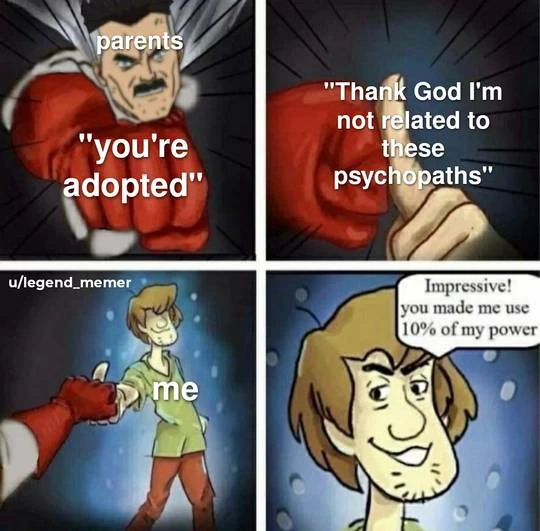 parents
"you're
adopted"
"Thank God I'm
not related to
these
psychopaths"
u/legend_memer
me
Impressive!
you made me use
10% of my power